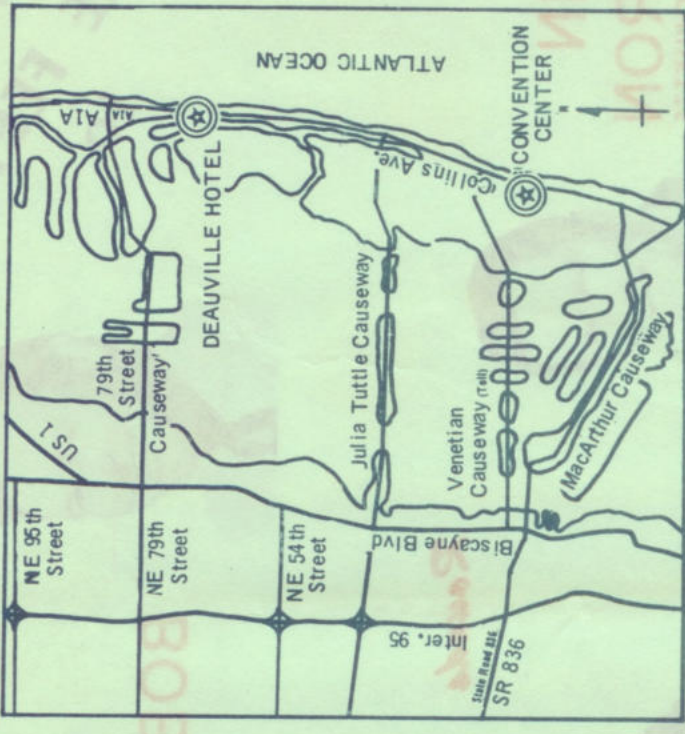 NE 95th
Street
US 1
A1A
A1A
NE 79th
Street
79th
Street
Causeway
DEAUVILLE HOTEL
ATLANTIC OCEAN
NE 54th
Street
Julia Tuttle Causeway
Collins Ave.
Inter. 95
Biscayne Blvd
Venetian
Causeway (Toll)
CONVENTION
CENTER
N
State Road 836
SR 836
MacArthur Causeway